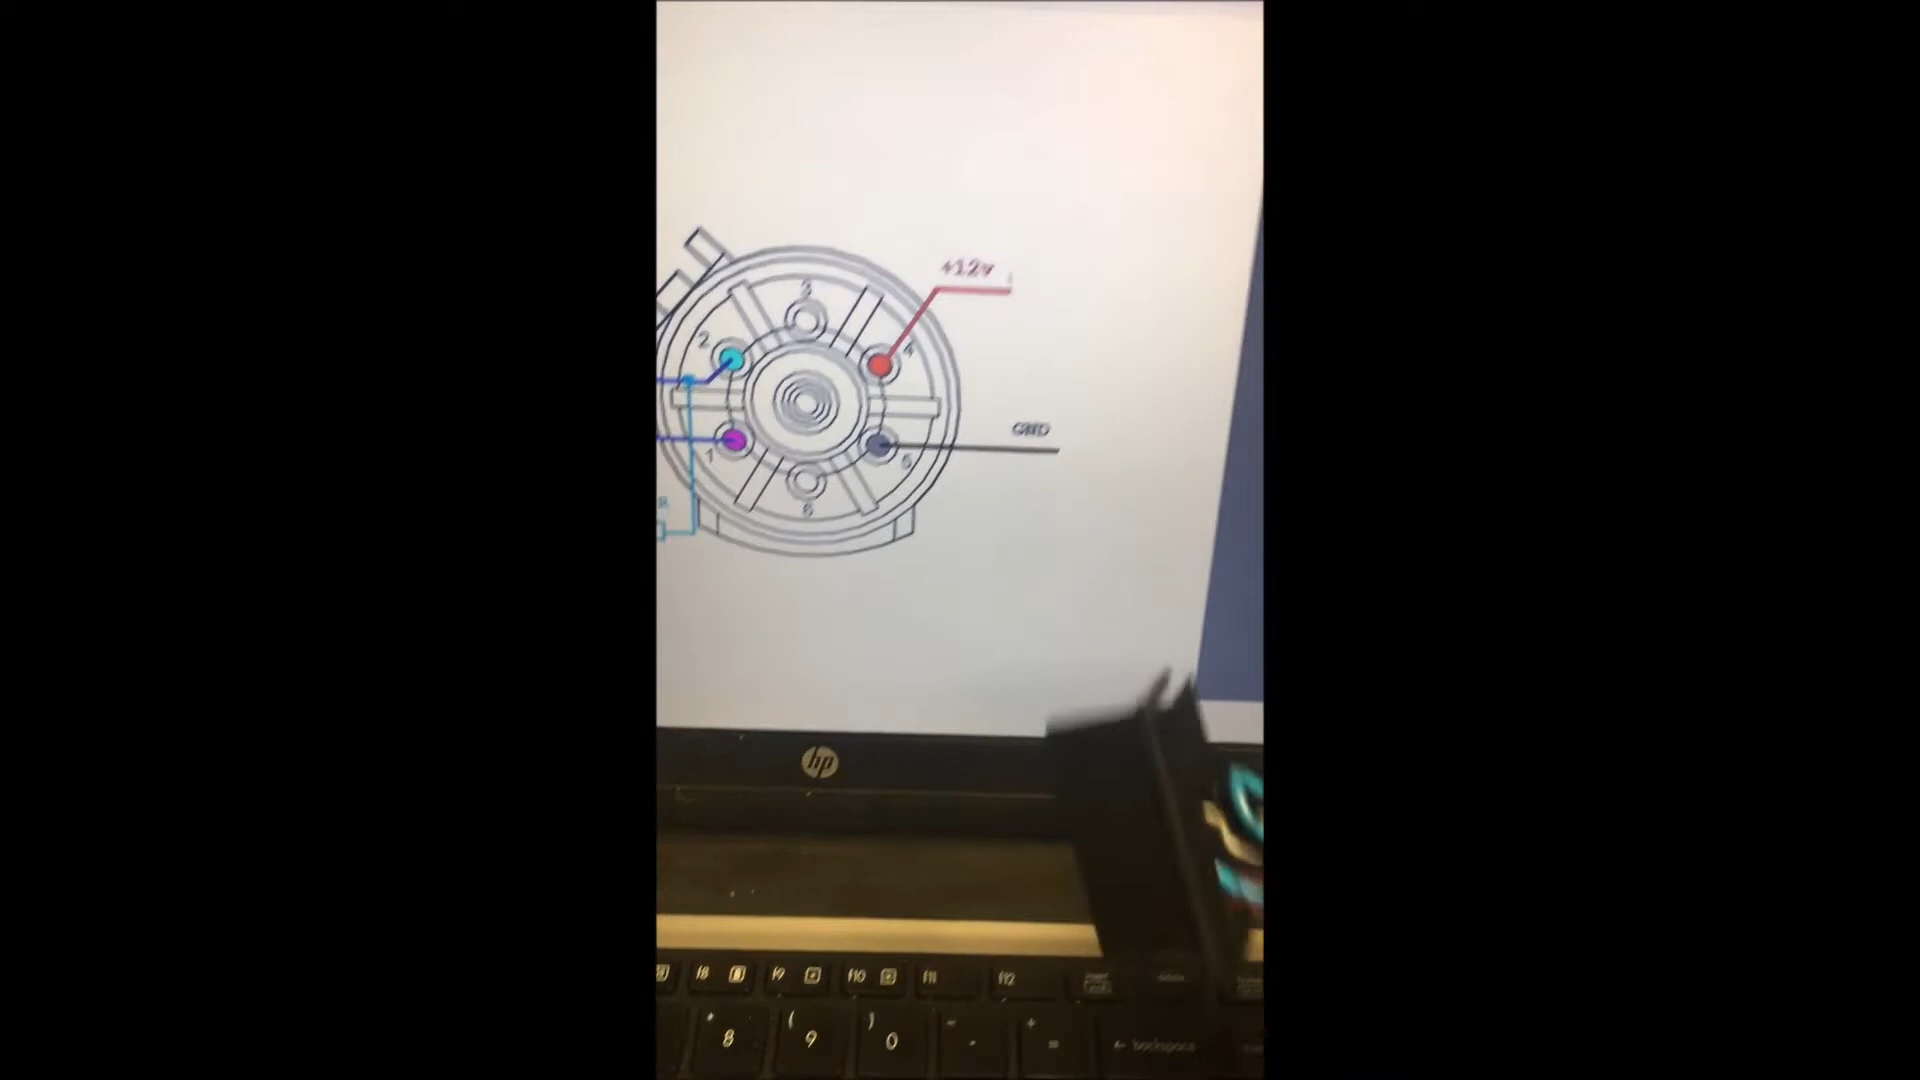 +12v
3
2
4
GND
1
5
6
R
hp
f8
f9
f10
f11
f12
*
8
(
9
)
0
-
+
=
← backspace